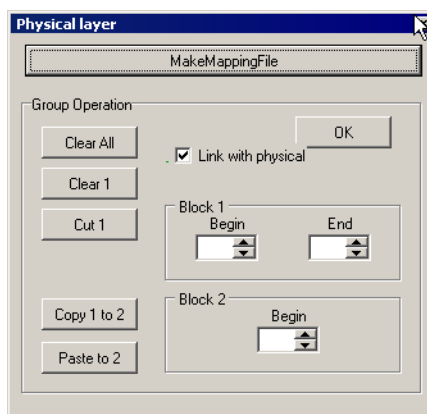 Physical layer
MakeMappingFile
Group Operation
Clear All
OK
Link with physical
Clear 1
Cut 1
Block 1
Begin End
Copy 1 to 2
Block 2
Begin
Paste to 2